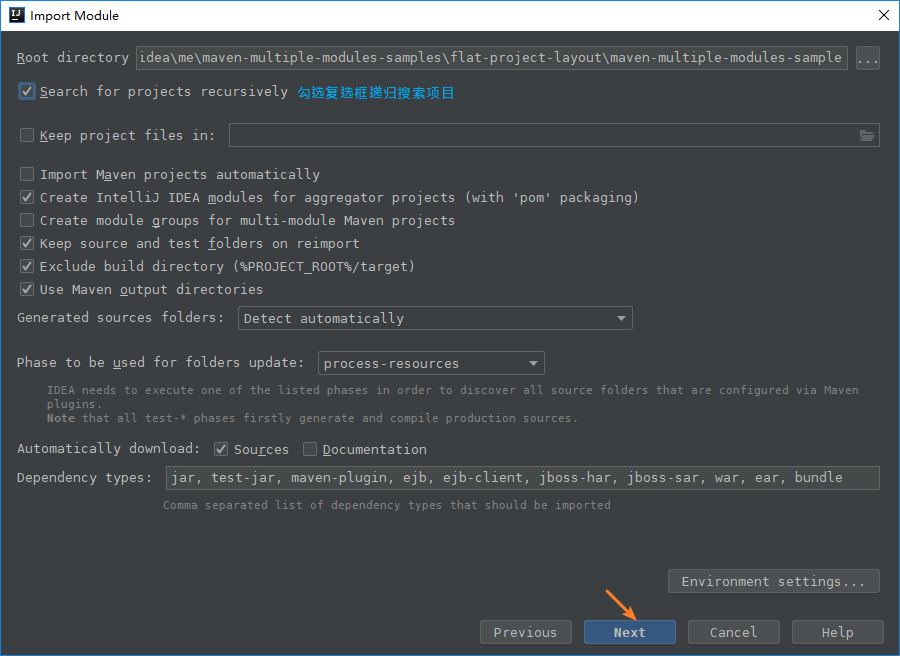 Import Module
Root directory idea\me\maven-multiple-modules-samples\flat-project-layout\maven-multiple-modules-sample ...
Search for projects recursively 勾选复选框递归搜索项目
Keep project files in:
Import Maven projects automatically
Create IntelliJ IDEA modules for aggregator projects (with 'pom' packaging)
Create module groups for multi-module Maven projects
Keep source and test folders on reimport
Exclude build directory (%PROJECT_ROOT%/target)
Use Maven output directories
Generated sources folders: Detect automatically
Phase to be used for folders update: process-resources
IDEA needs to execute one of the listed phases in order to discover all source folders that are configured via Maven
plugins.
Note that all test-* phases firstly generate and compile production sources.
Automatically download: Sources Documentation
Dependency types: jar, test-jar, maven-plugin, ejb, ejb-client, jboss-har, jboss-sar, war, ear, bundle
Comma separated list of dependency types that should be imported
Environment settings...
Previous Next Cancel Help